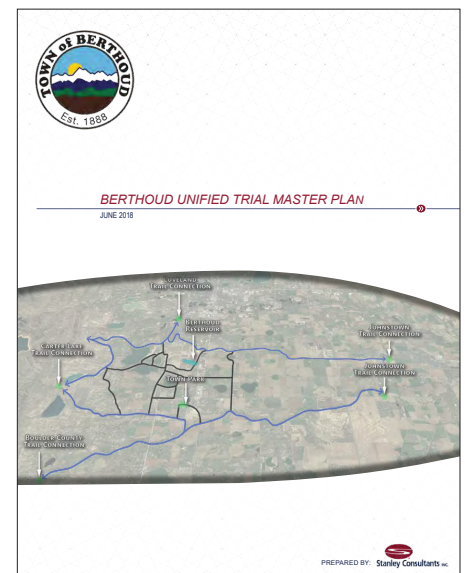 TOWN of BERTHOUD
Est. 1888
BERTHOUD UNIFIED TRIAL MASTER PLAN
JUNE 2018
LOVELAND
TRAIL CONNECTION
BERTHOUD
RESERVOIR
JOHNSTOWN
TRAIL CONNECTION
CARTER LAKE
TRAIL CONNECTION
JOHNSTOWN
TRAIL CONNECTION
TOWN PARK
BOULDER COUNTY
TRAIL CONNECTION
PREPARED BY: Stanley Consultants INC.